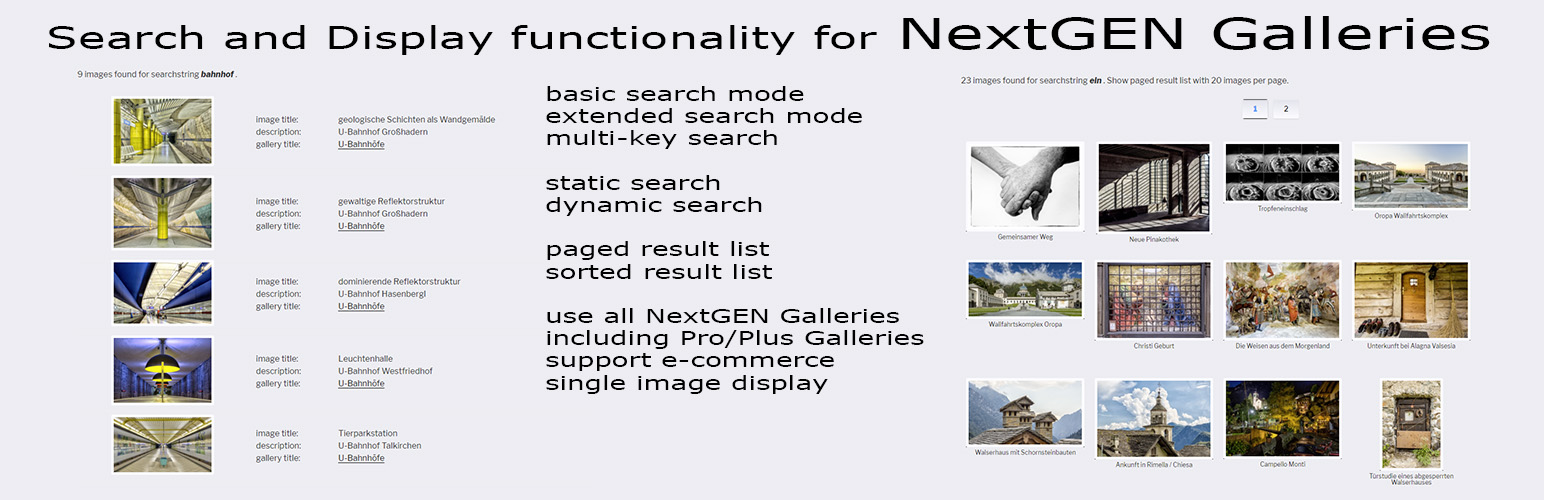 Search and Display functionality for NextGEN Galleries
9 images found for searchstring bahnhof .
image title: geologische Schichten als Wandgemälde
description: U-Bahnhof Großhadern
gallery title: U-Bahnhöfe
image title: gewaltige Reflektorstruktur
description: U-Bahnhof Großhadern
gallery title: U-Bahnhöfe
image title: dominierende Reflektorstruktur
description: U-Bahnhof Hasenbergl
gallery title: U-Bahnhöfe
image title: Leuchtenhalle
description: U-Bahnhof Westfriedhof
gallery title: U-Bahnhöfe
image title: Tierparkstation
description: U-Bahnhof Talkirchen
gallery title: U-Bahnhöfe
basic search mode
extended search mode
multi-key search
static search
dynamic search
paged result list
sorted result list
use all NextGEN Galleries
including Pro/Plus Galleries
support e-commerce
single image display
23 images found for searchstring ein . Show paged result list with 20 images per page.
1 2
Gemeinsamer Weg
Neue Pinakothek
Tropfeneinschlag
Oropa Wallfahrtskomplex
Wallfahrtskomplex Oropa
Christi Geburt
Die Weisen aus dem Morgenland
Unterkunft bei Alagna Valsesia
Walserhaus mit Schornsteinbauten
Ankunft in Rimella / Chiesa
Campello Monti
Türstudie eines abgesperrten
Walserhauses